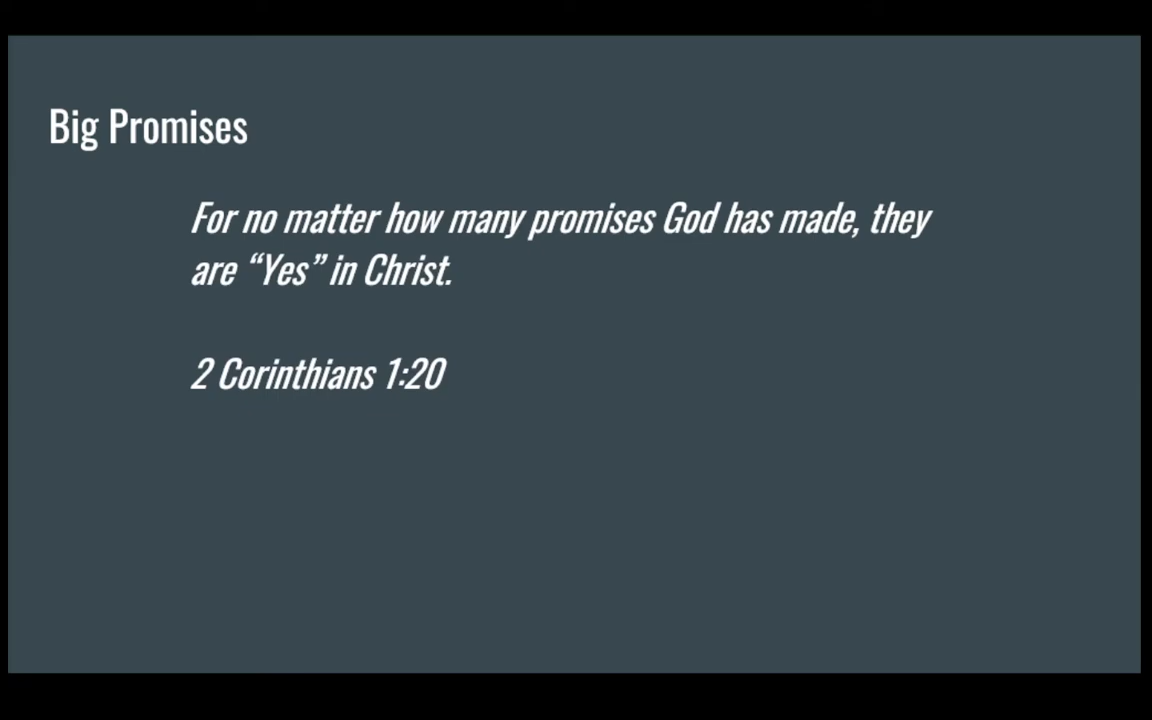 Big Promises
For no matter how many promises God has made, they
are “Yes” in Christ.
2 Corinthians 1:20